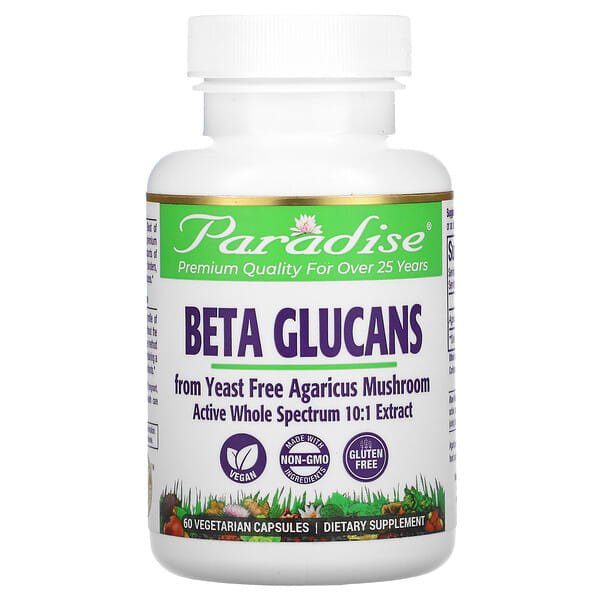 Paradise®
Premium Quality For Over 25 Years
BETA GLUCANS
from Yeast Free Agaricus Mushroom
Active Whole Spectrum 10:1 Extract
VEGAN
MADE WITH
NON-GMO
INGREDIENTS
GLUTEN
FREE
60 VEGETARIAN CAPSULES | DIETARY SUPPLEMENT